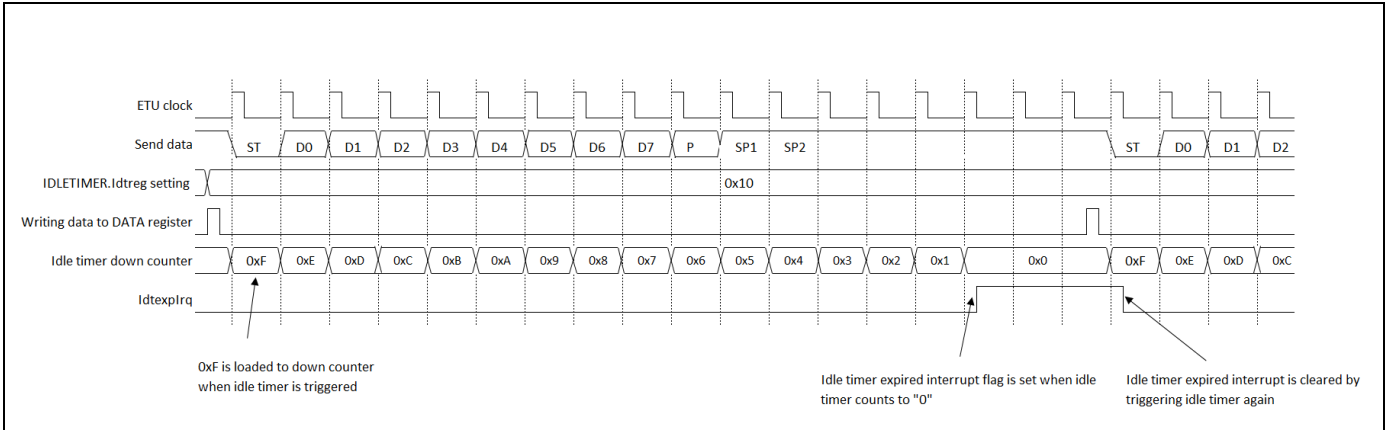 ETU clock
Send data ST D0 D1 D2 D3 D4 D5 D6 D7 P SP1 SP2 ST D0 D1 D2
IDLETIMER.Idtreg setting 0x10
Writing data to DATA register
Idle timer down counter 0xF 0xE 0xD 0xC 0xB 0xA 0x9 0x8 0x7 0x6 0x5 0x4 0x3 0x2 0x1 0x0 0xF 0xE 0xD 0xC
IdtexpIrq
0xF is loaded to down counter
when idle timer is triggered
Idle timer expired interrupt flag is set when idle
timer counts to "0"
Idle timer expired interrupt is cleared by
triggering idle timer again